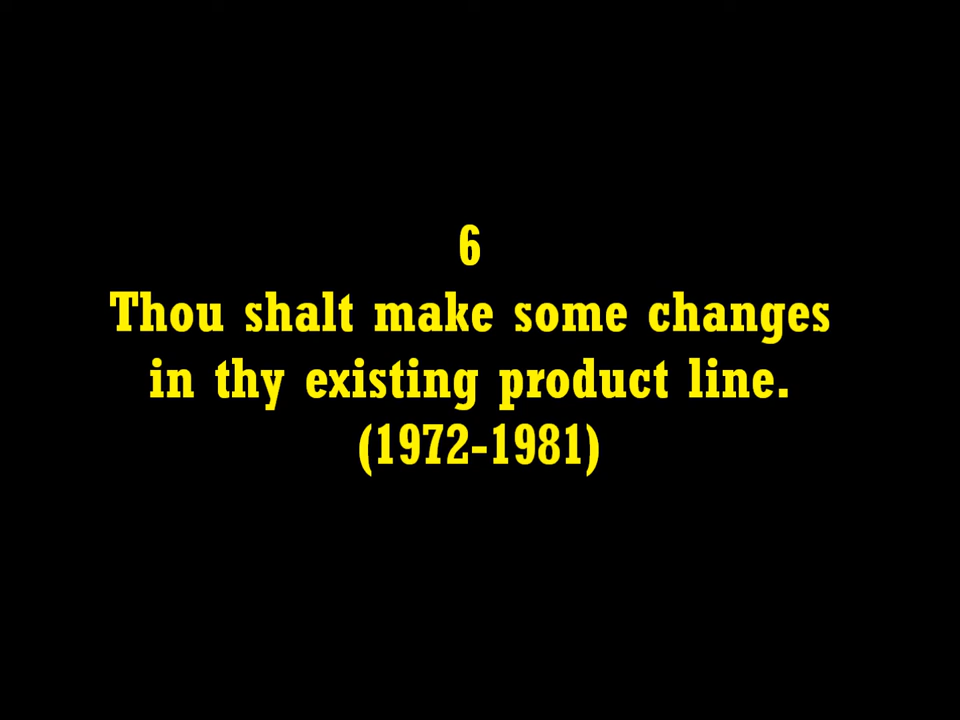 6
Thou shalt make some changes
in thy existing product line.
(1972-1981)